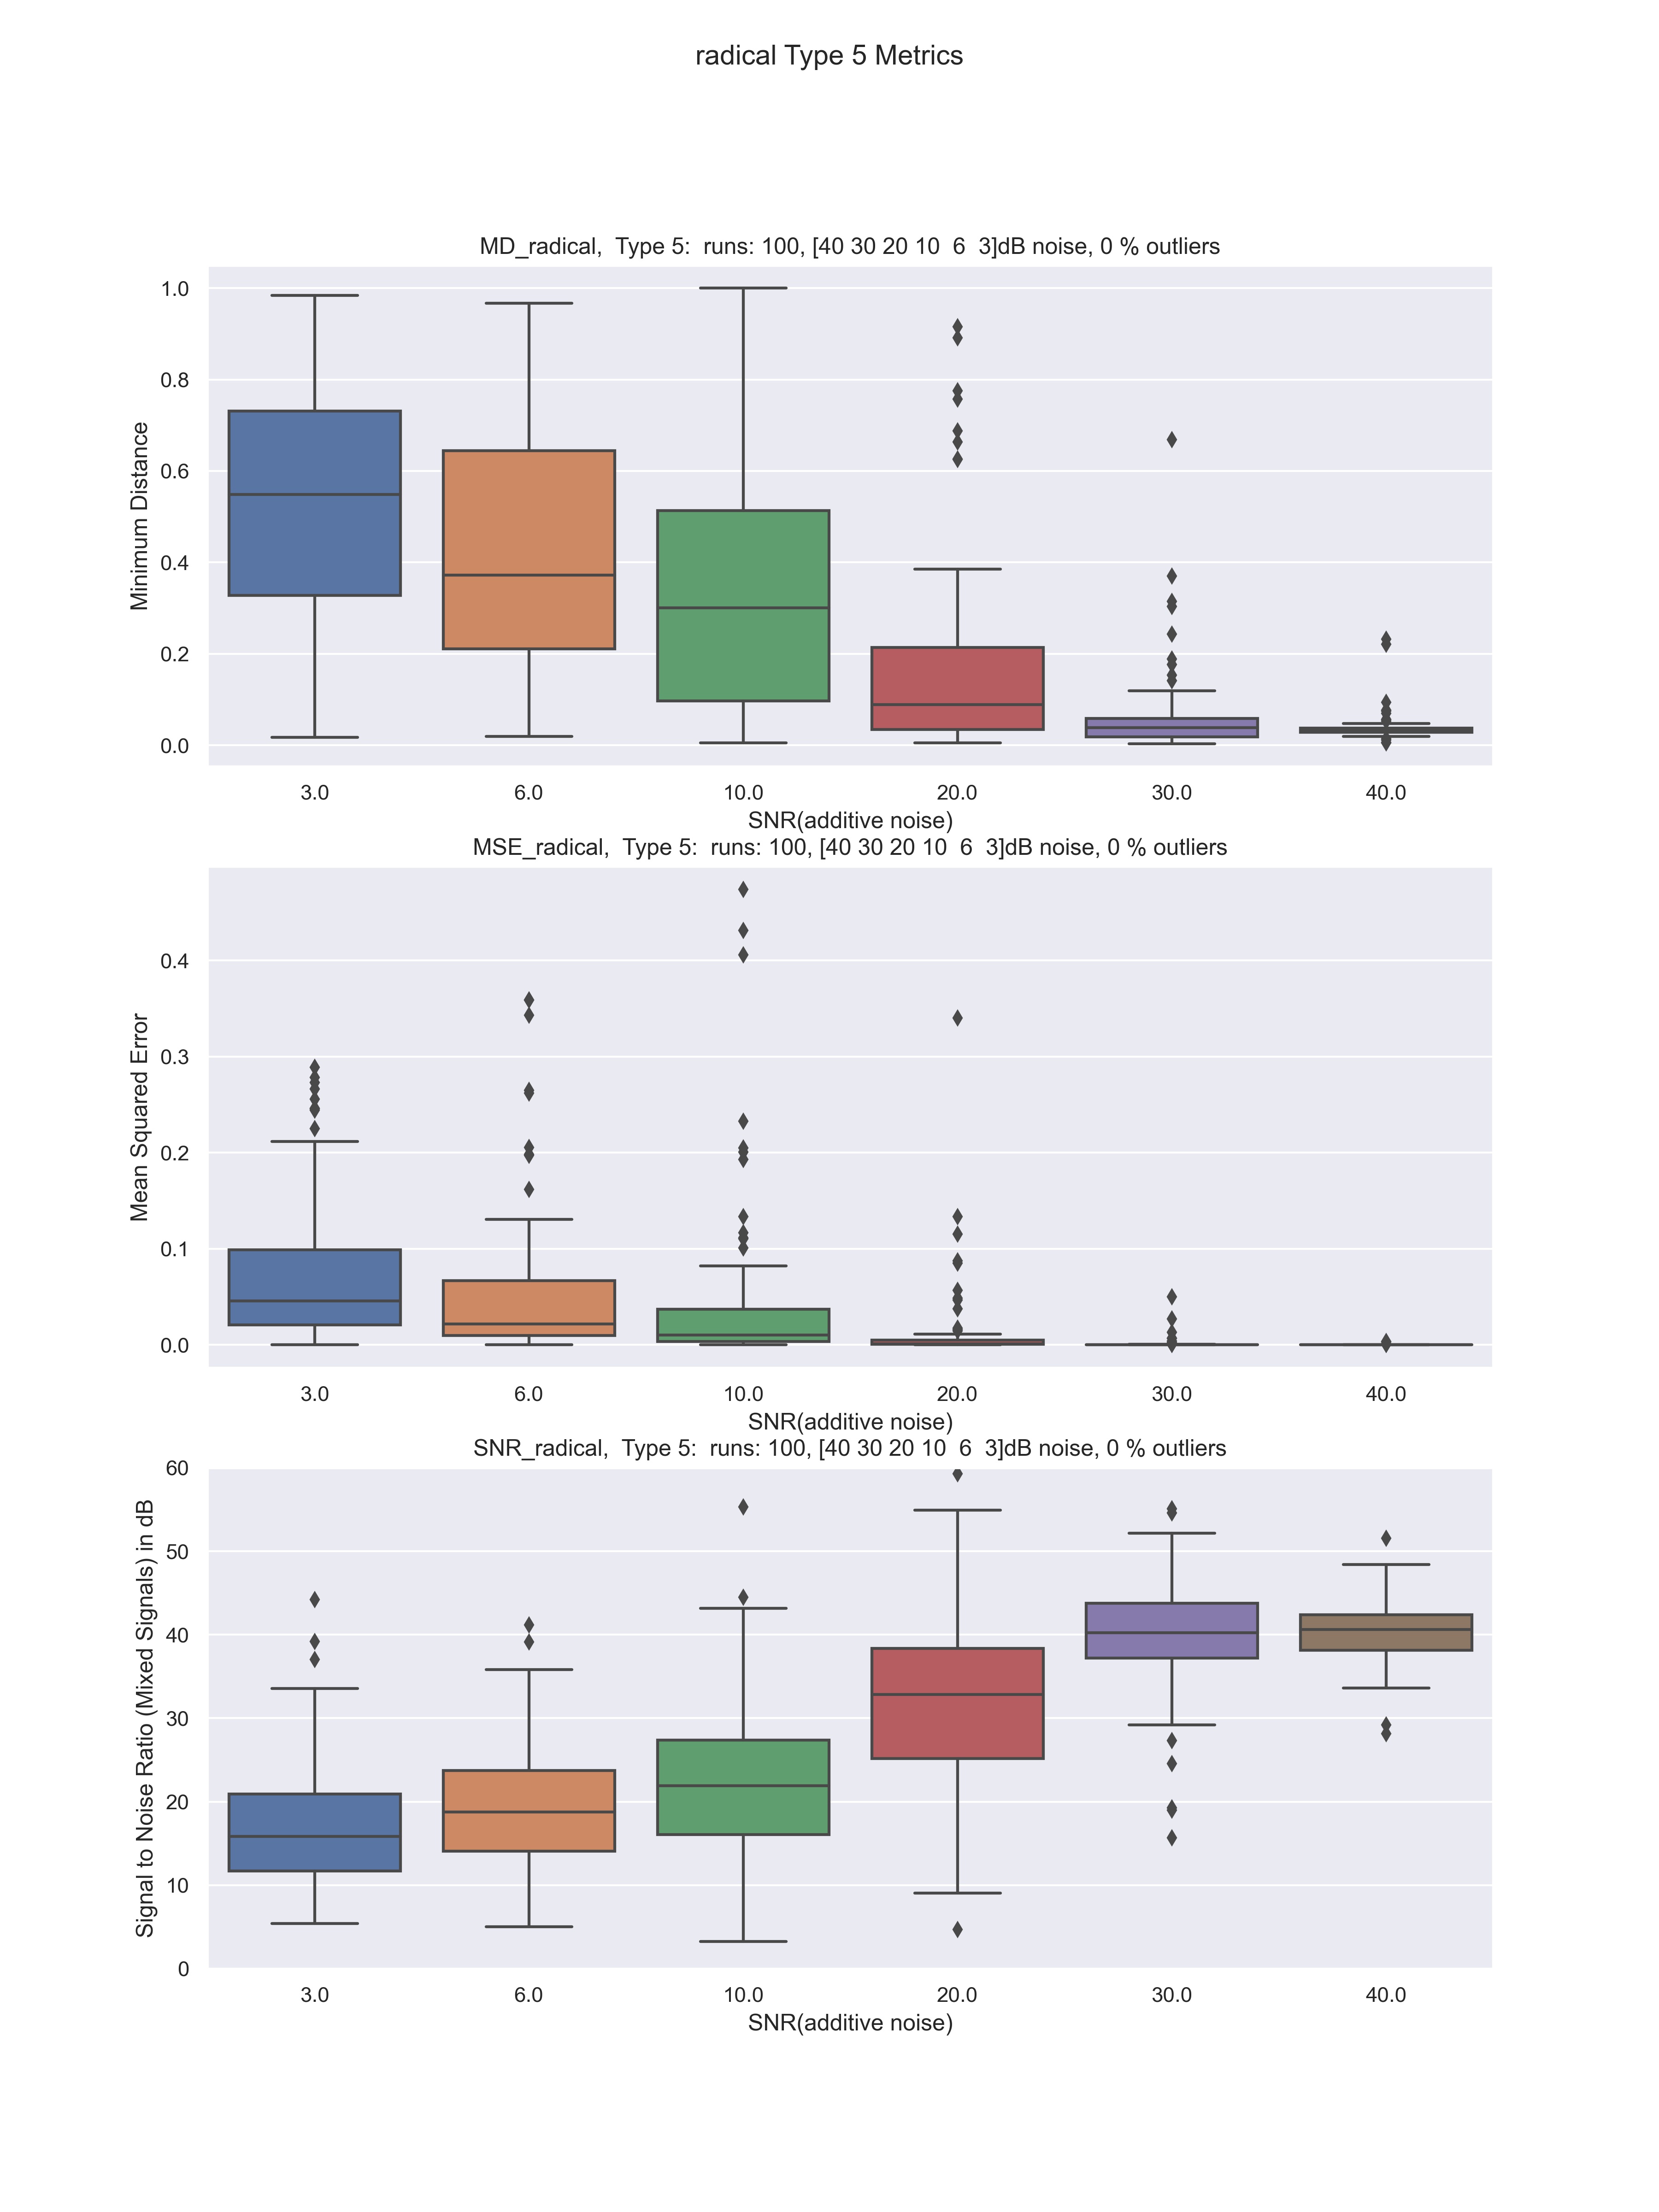 radical Type 5 Metrics
MD_radical,  Type 5:  runs: 100, [40 30 20 10  6  3]dB noise, 0 % outliers
Minimum Distance
1.0
0.8
0.6
0.4
0.2
0.0
3.0 6.0 10.0 20.0 30.0 40.0
SNR(additive noise)
MSE_radical,  Type 5:  runs: 100, [40 30 20 10  6  3]dB noise, 0 % outliers
Mean Squared Error
0.4
0.3
0.2
0.1
0.0
3.0 6.0 10.0 20.0 30.0 40.0
SNR(additive noise)
SNR_radical,  Type 5:  runs: 100, [40 30 20 10  6  3]dB noise, 0 % outliers
Signal to Noise Ratio (Mixed Signals) in dB
60
50
40
30
20
10
0
3.0 6.0 10.0 20.0 30.0 40.0
SNR(additive noise)